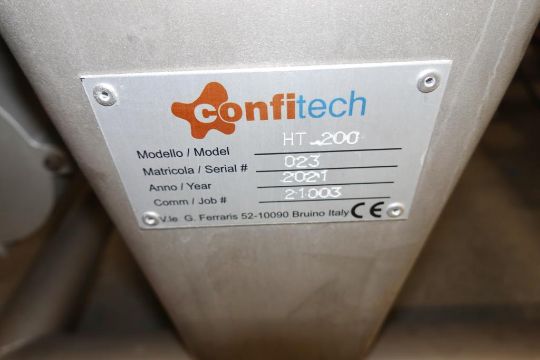 confitech
Modello / Model HT 200
Matricola / Serial # 023
Anno / Year 2021
Comm / Job # 21003
V.le G. Ferraris 52-10090 Bruino Italy CE